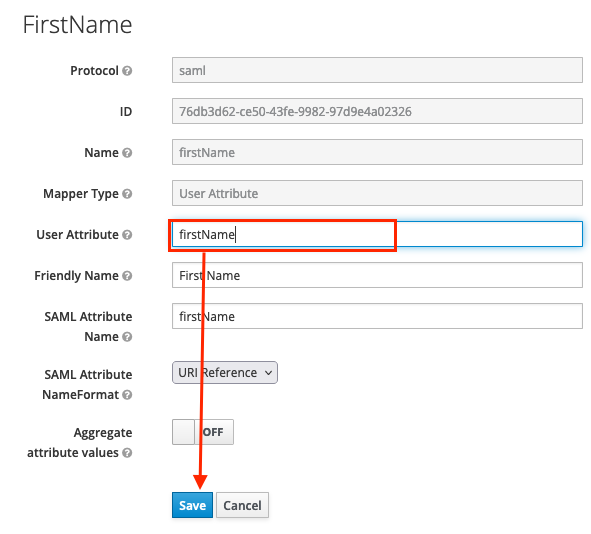 FirstName
Protocol saml
ID 76db3d62-ce50-43fe-9982-97d9e4a02326
Name firstName
Mapper Type User Attribute
User Attribute firstName
Friendly Name First Name
SAML Attribute Name firstName
SAML Attribute NameFormat URI Reference
Aggregate attribute values OFF
Save Cancel